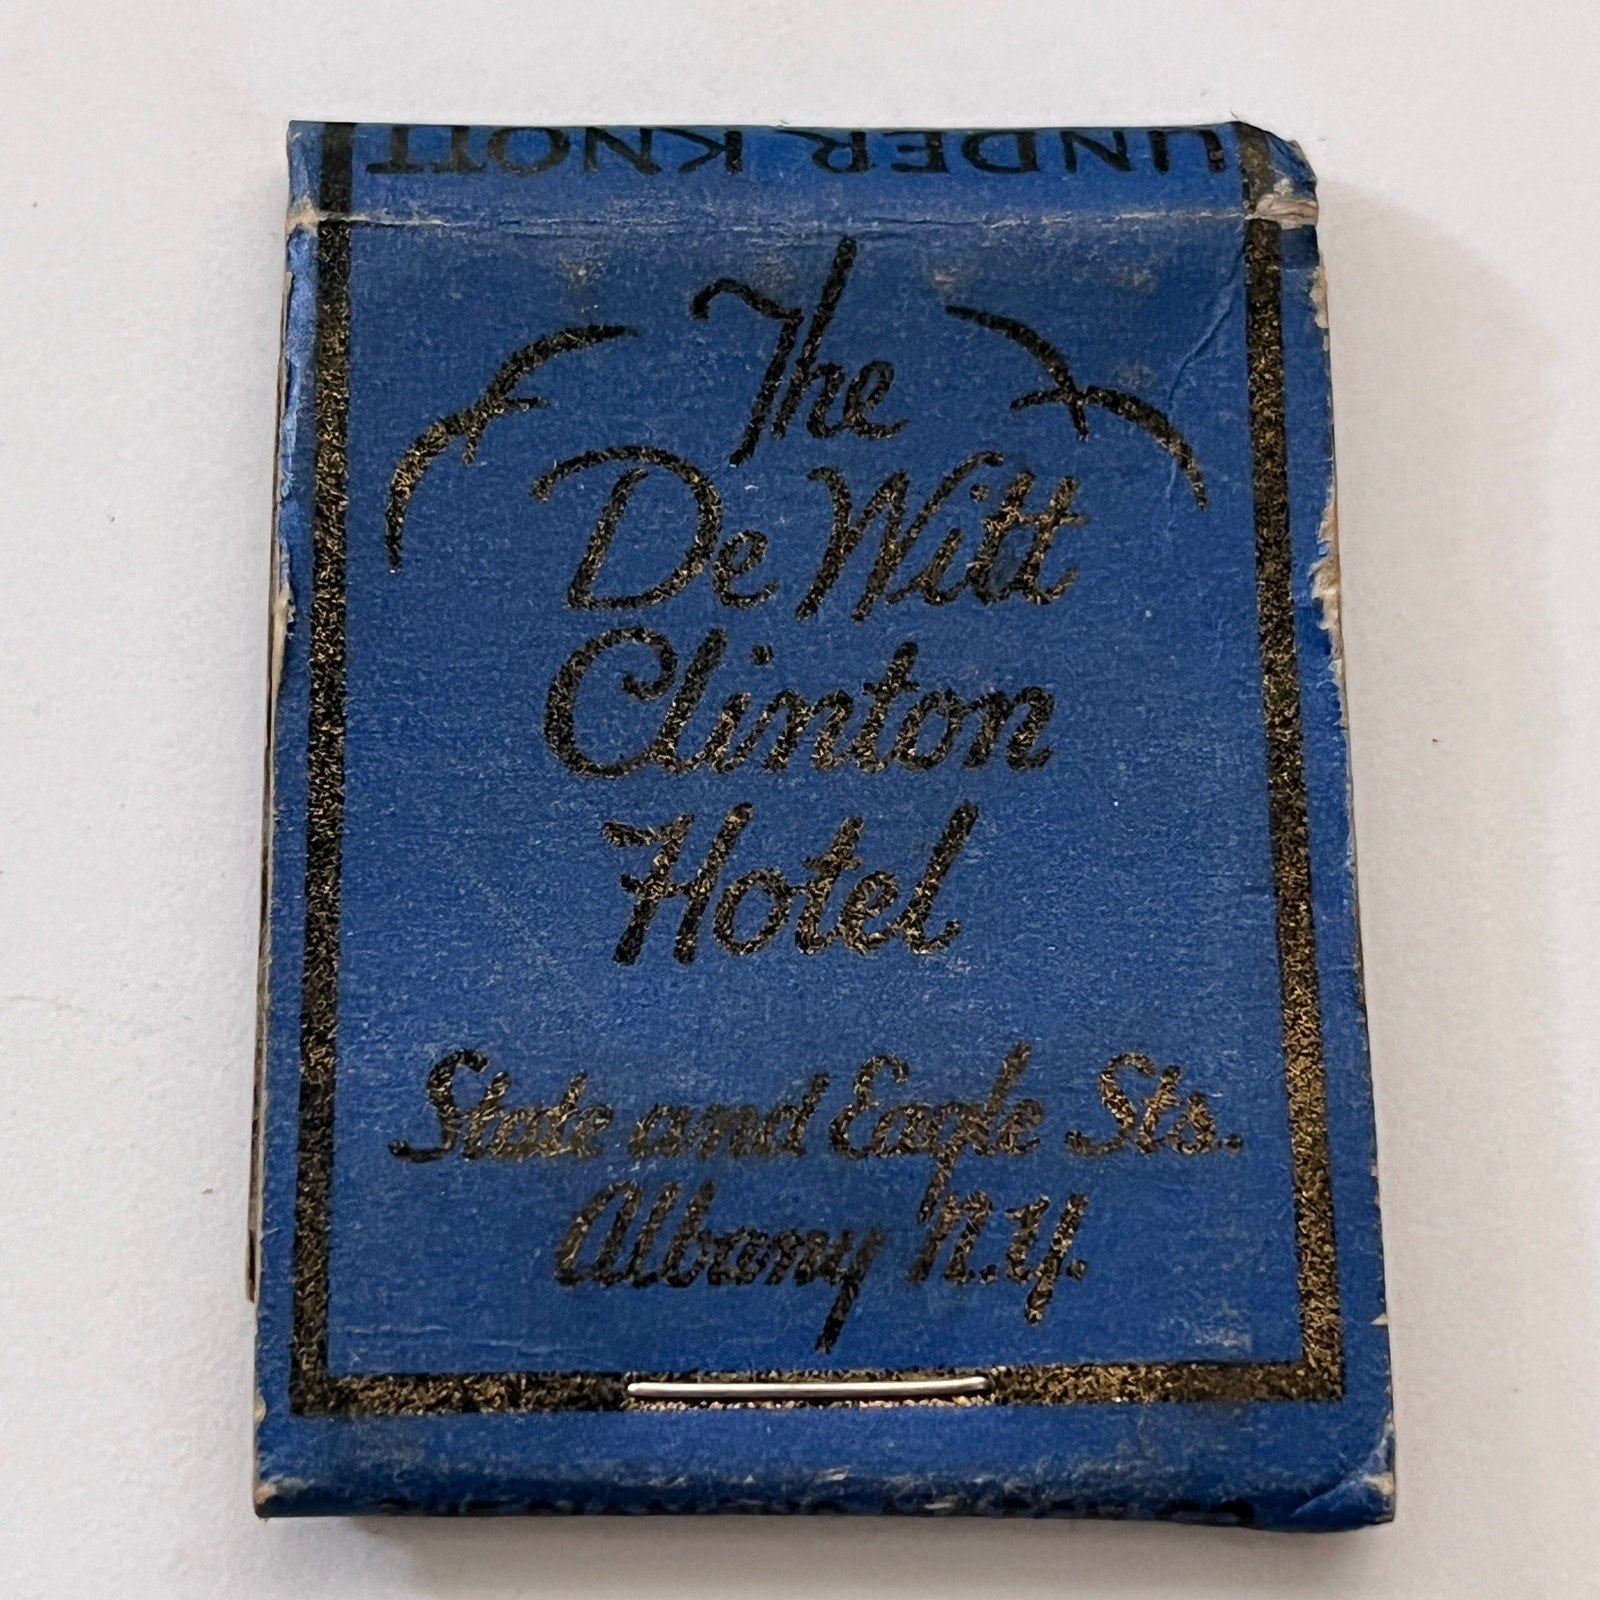 UNDER KNOTT
The
De Witt
Clinton
Hotel
State and Eagle Sts.
Albany N.Y.